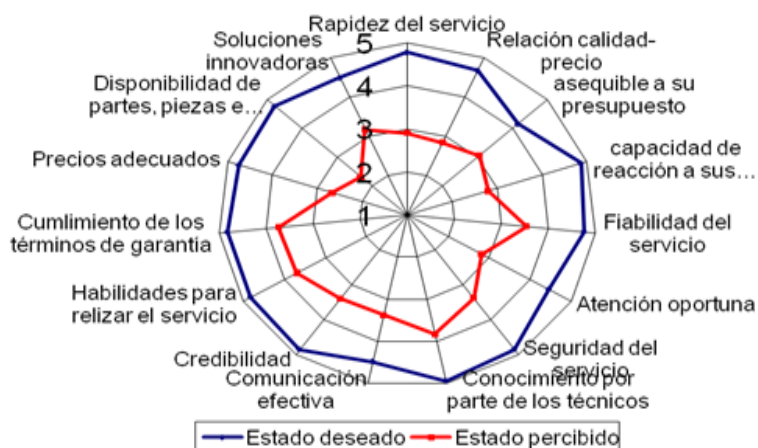 Rapidez del servicio
Relación calidad-
precio
asequible a su
presupuesto
capacidad de
reacción a sus...
Fiabilidad del
servicio
Atención oportuna
Seguridad del
servicio
Conocimiento por
parte de los técnicos
Comunicación
efectiva
Credibilidad
Habilidades para
relizar el servicio
Cumlimiento de los
términos de garantia
Precios adecuados
Disponibilidad de
partes, piezas e...
Soluciones
innovadoras
5
4
3
2
1
Estado deseado
Estado percibido